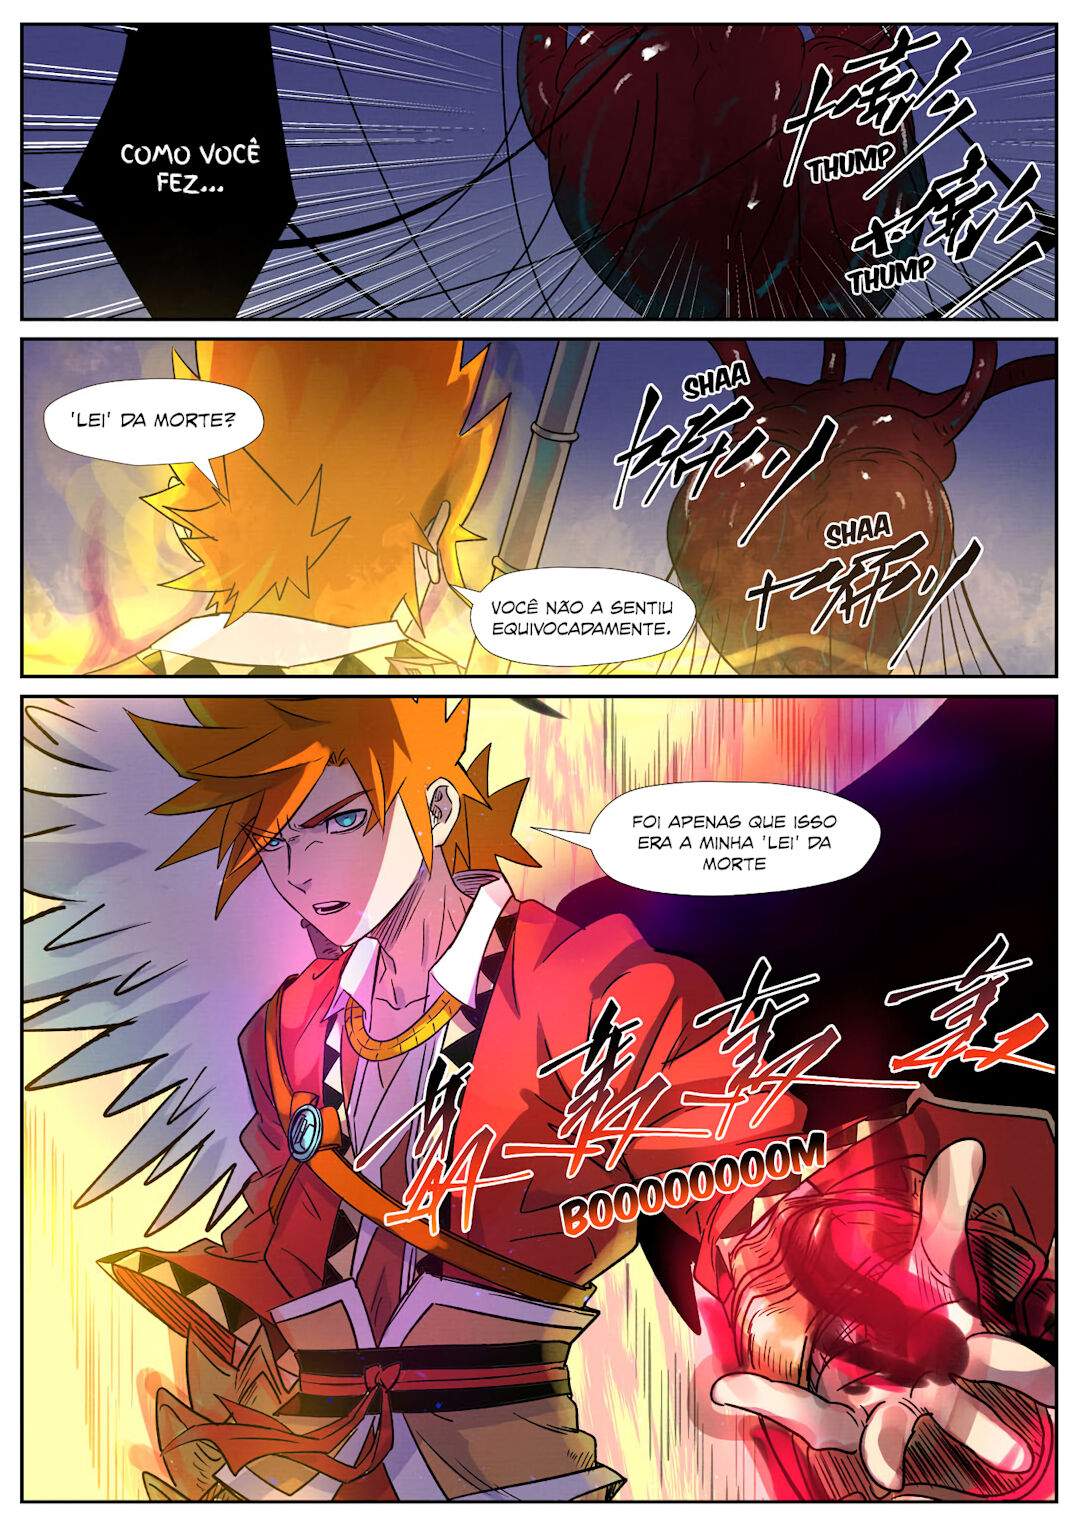 COMO VOCÊ
FEZ...
THUMP
THUMP
'LEI' DA MORTE?
SHAA
SHAA
VOCÊ NÃO A SENTIU
EQUIVOCADAMENTE.
FOI APENAS QUE ISSO
ERA A MINHA 'LEI' DA
MORTE
BOOOOOOOOM